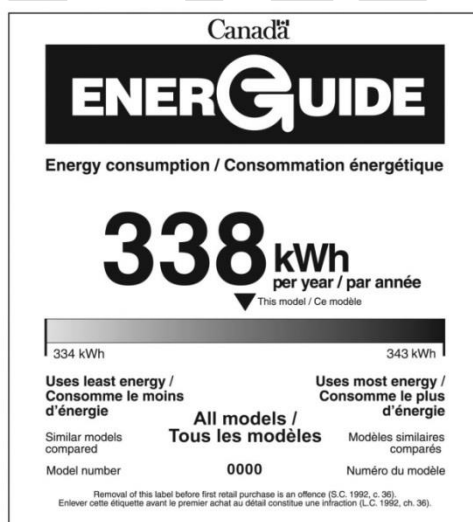 Canada
ENERGUIDE
Energy consumption / Consommation énergétique
338 kWh
per year / par année
This model / Ce modèle
334 kWh 343 kWh
Uses least energy / Uses most energy /
Consomme le moins Consomme le plus
d'énergie d'énergie
All models /
Tous les modèles
Similar models Modèles similaires
compared comparés
Model number 0000 Numéro du modèle
Removal of this label before first retail purchase is an offence (S.C. 1992, c. 36).
Enlever cette étiquette avant le premier achat au détail constitue une infraction (L.C. 1992, ch. 36).